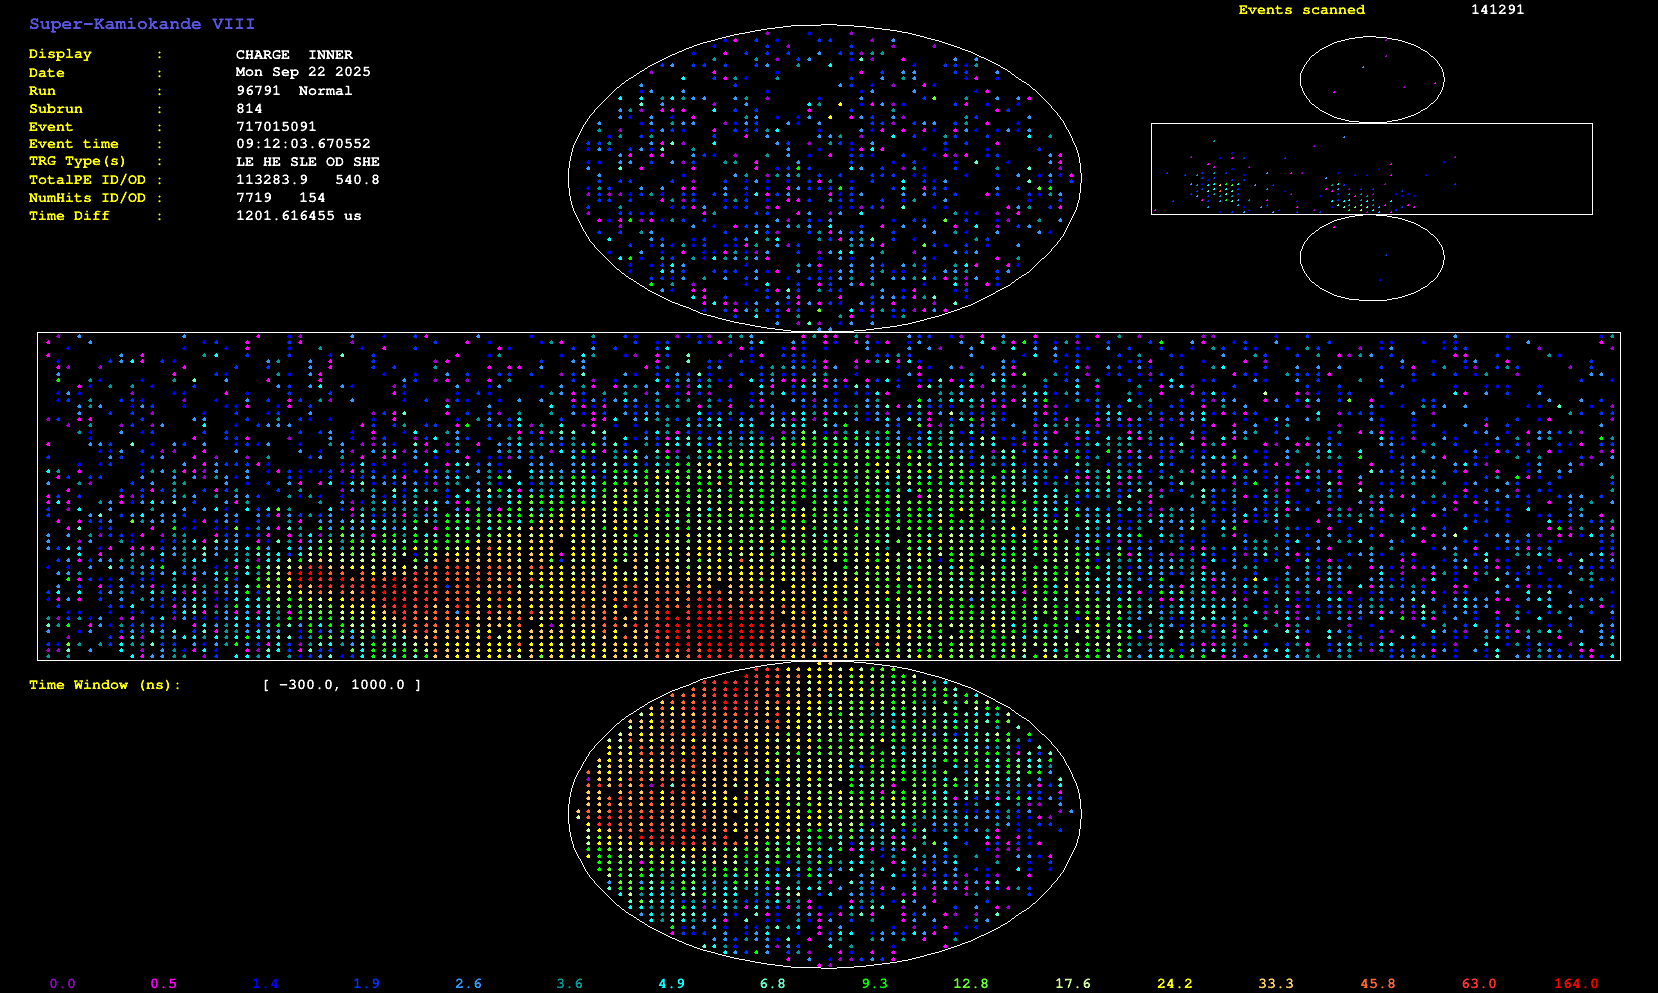 Super-Kamiokande VIII
Display : CHARGE INNER
Date : Mon Sep 22 2025
Run : 96791 Normal
Subrun : 814
Event : 717015091
Event time : 09:12:03.670552
TRG Type(s) : LE HE SLE OD SHE
TotalPE ID/OD : 113283.9 540.8
NumHits ID/OD : 7719 154
Time Diff : 1201.616455 us
Events scanned 141291
Time Window (ns): [ -300.0, 1000.0 ]
0.0 0.5 1.4 1.9 2.6 3.6 4.9 6.8 9.3 12.8 17.6 24.2 33.3 45.8 63.0 164.0